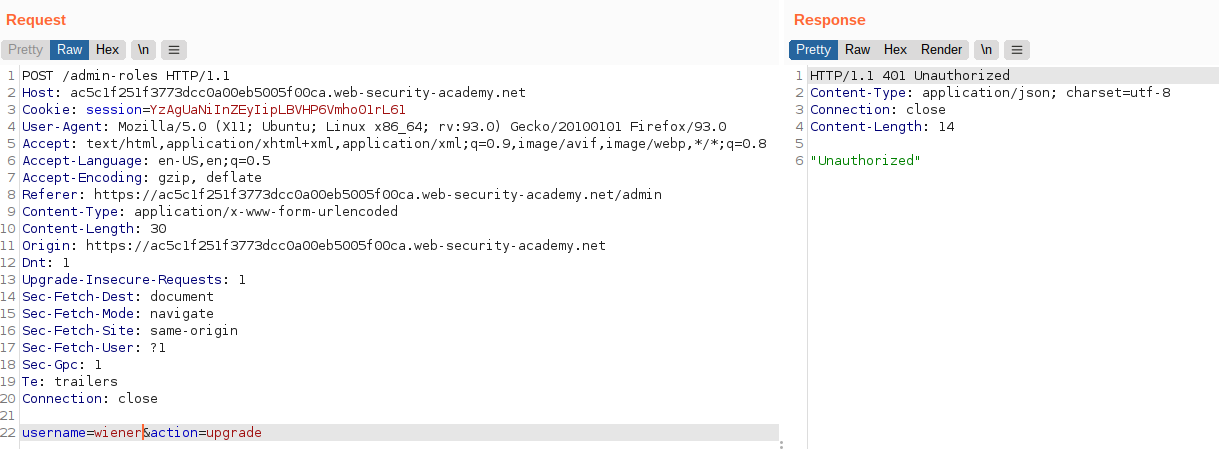 Request
Pretty Raw Hex \n
1 POST /admin-roles HTTP/1.1
2 Host: ac5c1f251f3773dcc0a00eb5005f00ca.web-security-academy.net
3 Cookie: session=YzAgUaNiInZEyIipLBVHP6Vmho01rL61
4 User-Agent: Mozilla/5.0 (X11; Ubuntu; Linux x86_64; rv:93.0) Gecko/20100101 Firefox/93.0
5 Accept: text/html,application/xhtml+xml,application/xml;q=0.9,image/avif,image/webp,*/*;q=0.8
6 Accept-Language: en-US,en;q=0.5
7 Accept-Encoding: gzip, deflate
8 Referer: https://ac5c1f251f3773dcc0a00eb5005f00ca.web-security-academy.net/admin
9 Content-Type: application/x-www-form-urlencoded
10 Content-Length: 30
11 Origin: https://ac5c1f251f3773dcc0a00eb5005f00ca.web-security-academy.net
12 Dnt: 1
13 Upgrade-Insecure-Requests: 1
14 Sec-Fetch-Dest: document
15 Sec-Fetch-Mode: navigate
16 Sec-Fetch-Site: same-origin
17 Sec-Fetch-User: ?1
18 Sec-Gpc: 1
19 Te: trailers
20 Connection: close
21
22 username=wiener&action=upgrade
Response
Pretty Raw Hex Render \n
1 HTTP/1.1 401 Unauthorized
2 Content-Type: application/json; charset=utf-8
3 Connection: close
4 Content-Length: 14
5
6 "Unauthorized"